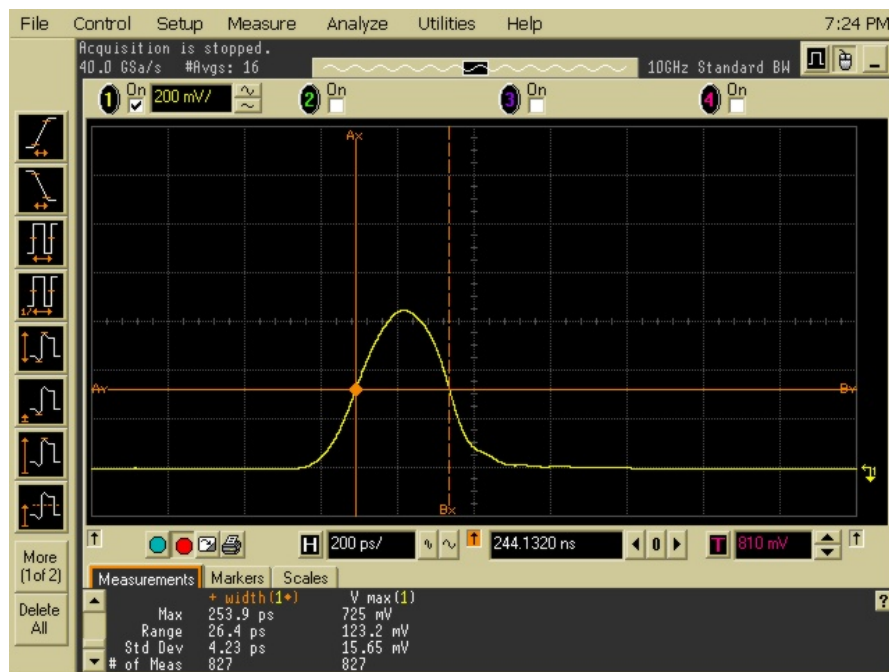 File Control Setup Measure Analyze Utilities Help 7:24 PM
Acquisition is stopped.
40.0 GSa/s #Avgs: 16 10GHz Standard BW
1 On 200 mV/ 2 On 3 On 4 On
Ax
Ay By
Bx
1
H 200 ps/ 244.1320 ns 0 T 810 mV
More
(1 of 2)
Delete
All
Measurements Markers Scales
+ width(1) V max(1)
Max 253.9 ps 725 mV
Range 26.4 ps 123.2 mV
Std Dev 4.23 ps 15.65 mV
# of Meas 827 827
?